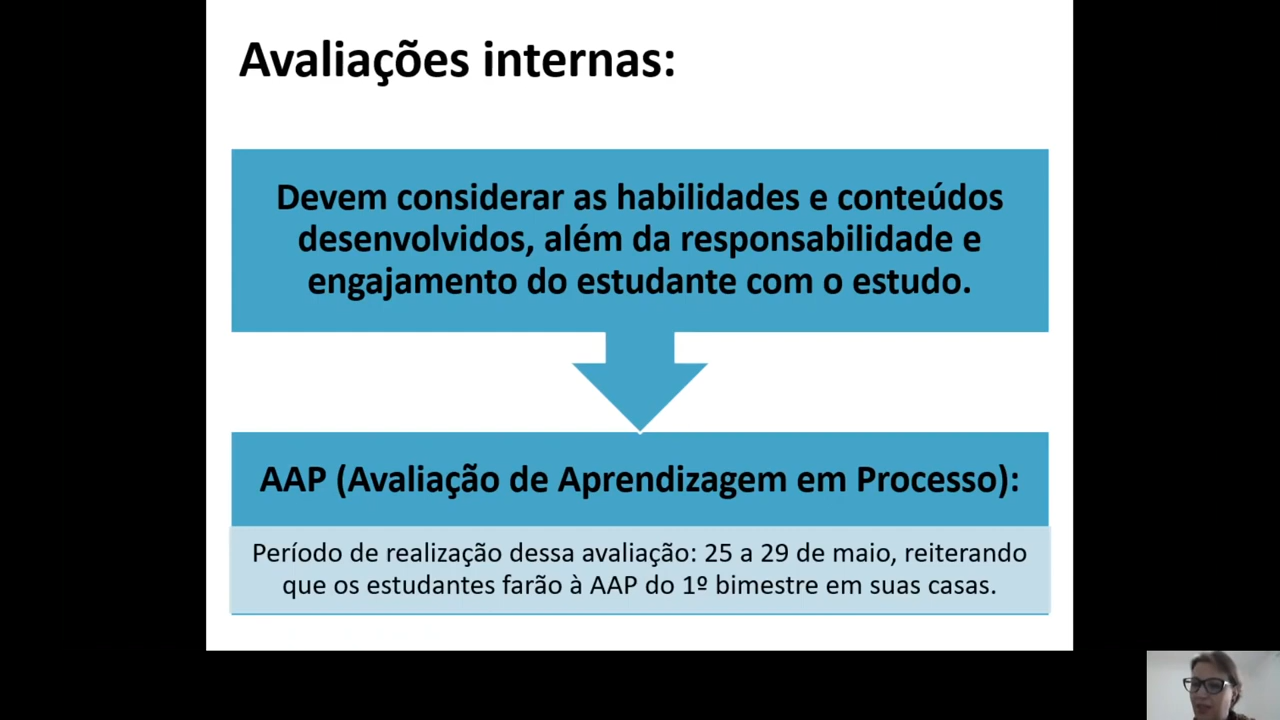 Avaliações internas:
Devem considerar as habilidades e conteúdos
desenvolvidos, além da responsabilidade e
engajamento do estudante com o estudo.
AAP (Avaliação de Aprendizagem em Processo):
Período de realização dessa avaliação: 25 a 29 de maio, reiterando
que os estudantes farão à AAP do 1º bimestre em suas casas.